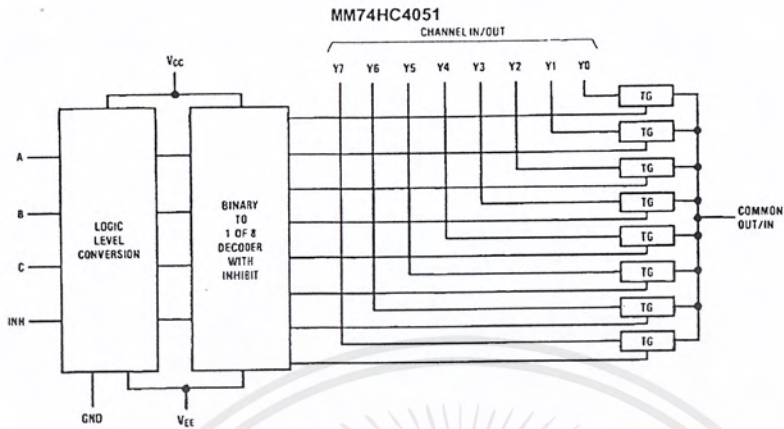 MM74HC4051
CHANNEL IN/OUT
VCC
Y7 Y6 Y5 Y4 Y3 Y2 Y1 Y0
TG
TG
TG
TG
TG
TG
TG
TG
A
B
C
INH
LOGIC
LEVEL
CONVERSION
BINARY
TO
1 OF 8
DECODER
WITH
INHIBIT
COMMON
OUT/IN
GND
VEE